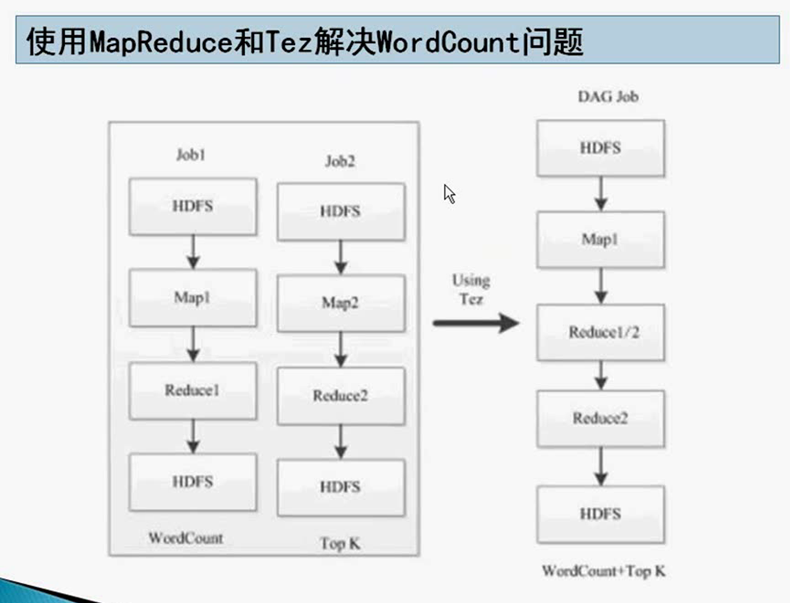 使用MapReduce和Tez解决WordCount问题
Job1
HDFS
Map1
Reduce1
HDFS
WordCount
Job2
HDFS
Map2
Reduce2
HDFS
Top K
Using
Tez
DAG Job
HDFS
Map1
Reduce1/2
Reduce2
HDFS
WordCount+Top K